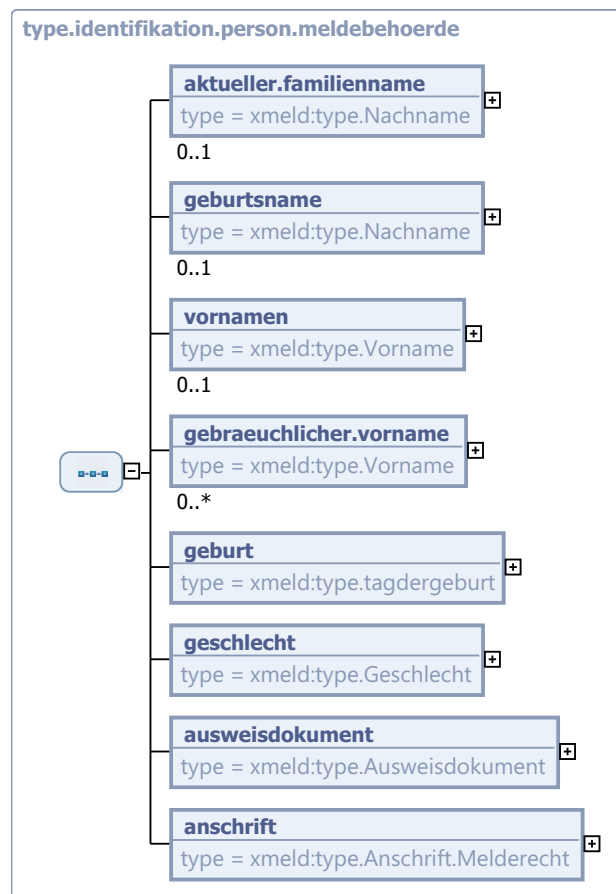 type.identifikation.person.meldebehoerde
aktueller.familienname
type = xmeld:type.Nachname
0..1
geburtsname
type = xmeld:type.Nachname
0..1
vornamen
type = xmeld:type.Vorname
0..1
gebraeuchlicher.vorname
type = xmeld:type.Vorname
0..*
geburt
type = xmeld:type.tagdergeburt
geschlecht
type = xmeld:type.Geschlecht
ausweisdokument
type = xmeld:type.Ausweisdokument
anschrift
type = xmeld:type.Anschrift.Melderecht